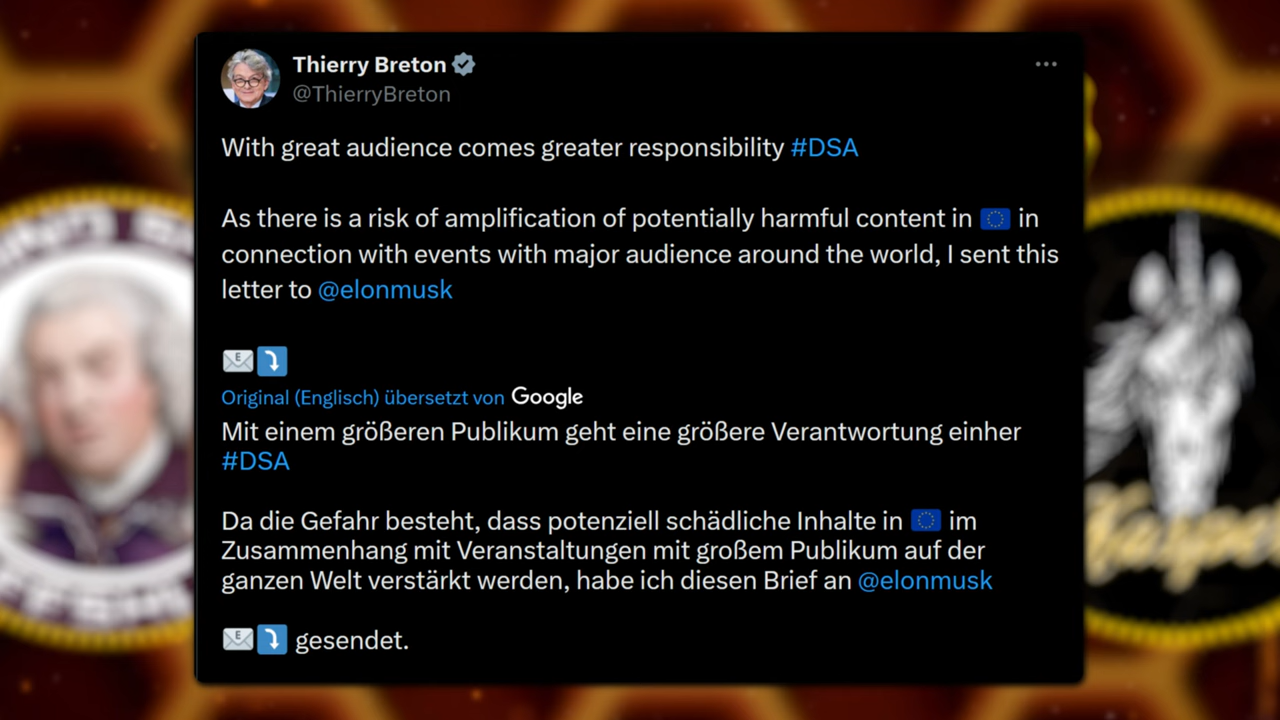 Thierry Breton
@ThierryBreton
With great audience comes greater responsibility #DSA
As there is a risk of amplification of potentially harmful content in 🇪🇺 in
connection with events with major audience around the world, I sent this
letter to @elonmusk
📧⤵️
Original (Englisch) übersetzt von Google
Mit einem größeren Publikum geht eine größere Verantwortung einher
#DSA
Da die Gefahr besteht, dass potenziell schädliche Inhalte in 🇪🇺 im
Zusammenhang mit Veranstaltungen mit großem Publikum auf der
ganzen Welt verstärkt werden, habe ich diesen Brief an @elonmusk
📧⤵️ gesendet.